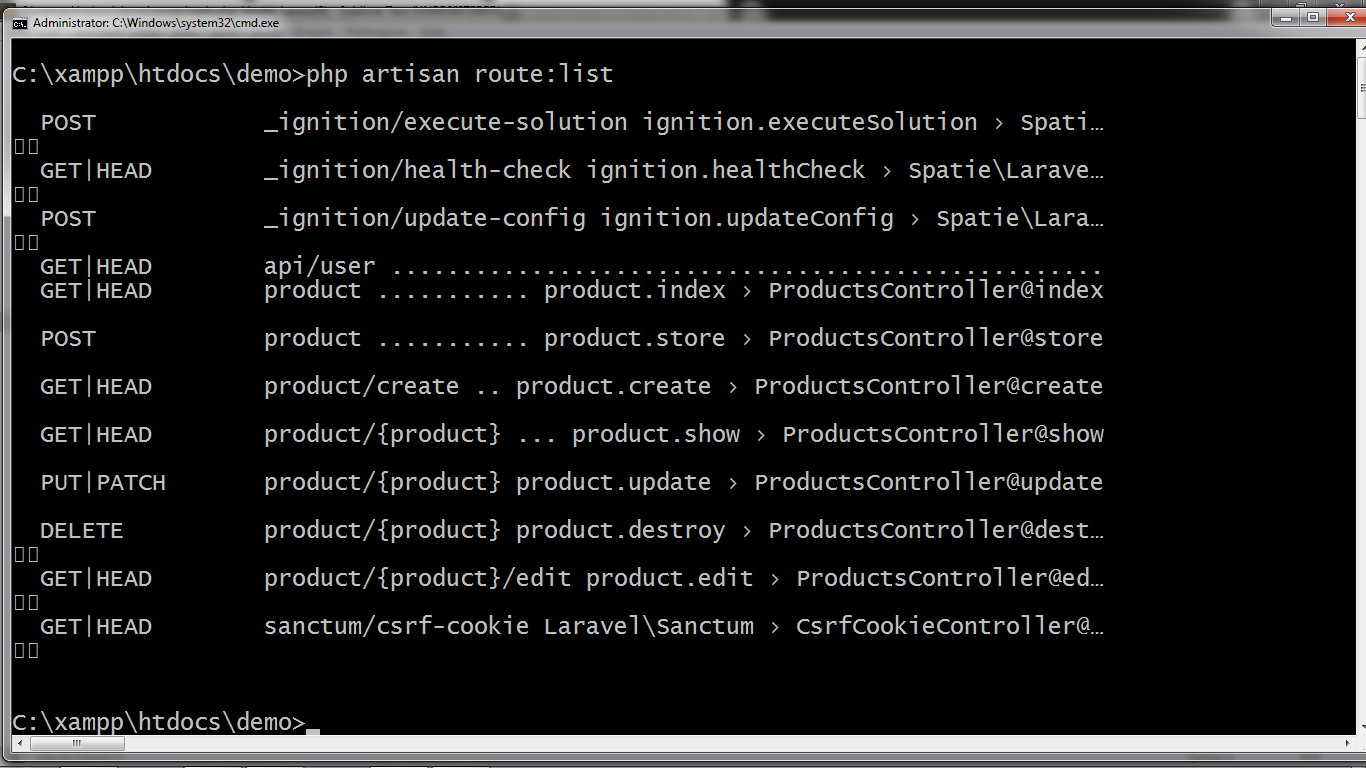 Administrator: C:\Windows\system32\cmd.exe
C:\xampp\htdocs\demo>php artisan route:list
POST _ignition/execute-solution ignition.executeSolution › Spati…
GET|HEAD _ignition/health-check ignition.healthCheck › Spatie\Larave…
POST _ignition/update-config ignition.updateConfig › Spatie\Lara…
GET|HEAD api/user ...................................................
GET|HEAD product ........... product.index › ProductsController@index
POST product ........... product.store › ProductsController@store
GET|HEAD product/create .. product.create › ProductsController@create
GET|HEAD product/{product} ... product.show › ProductsController@show
PUT|PATCH product/{product} product.update › ProductsController@update
DELETE product/{product} product.destroy › ProductsController@dest…
GET|HEAD product/{product}/edit product.edit › ProductsController@ed…
GET|HEAD sanctum/csrf-cookie Laravel\Sanctum › CsrfCookieController@…
C:\xampp\htdocs\demo>